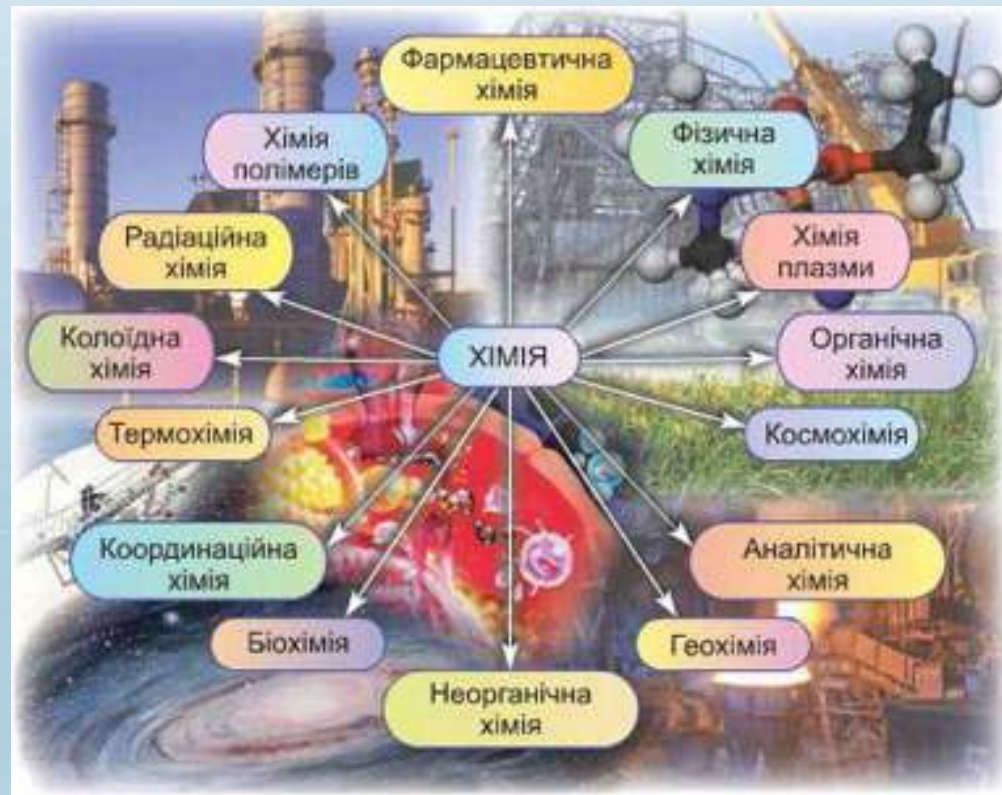 Фармацевтична
хімія
Хімія
полімерів
Фізична
хімія
Радіаційна
хімія
Хімія
плазми
Колоїдна
хімія
ХІМІЯ
Органічна
хімія
Термохімія
Космохімія
Координаційна
хімія
Аналітична
хімія
Біохімія
Геохімія
Неорганічна
хімія